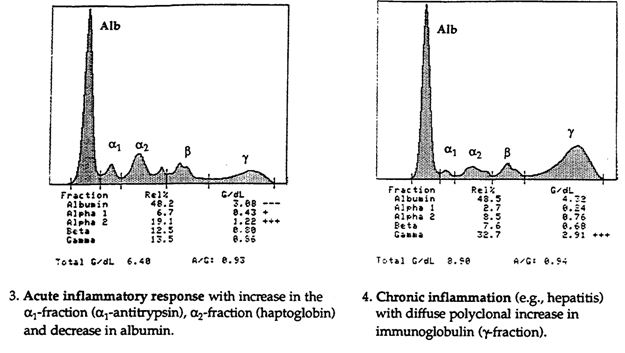 Alb
α₁
α₂
β
γ
Fraction Rel% G/dL
Albumin 48.2 3.08 ---
Alpha 1 6.7 0.43 +
Alpha 2 19.1 1.22 +++
Beta 12.5 0.80
Gamma 13.5 0.86
Total G/dL 6.40 A/G: 0.93
3. Acute inflammatory response with increase in the
α₁-fraction (α₁-antitrypsin), α₂-fraction (haptoglobin)
and decrease in albumin.
Alb
α₁
α₂
β
γ
Fraction Rel% G/dL
Albumin 48.5 4.32
Alpha 1 2.7 0.24
Alpha 2 8.5 0.76
Beta 7.6 0.68
Gamma 32.7 2.91 +++
Total G/dL 8.90 A/G: 0.94
4. Chronic inflammation (e.g., hepatitis)
with diffuse polyclonal increase in
immunoglobulin (γ-fraction).